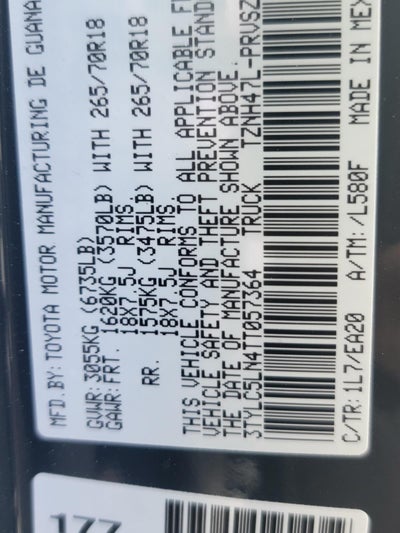 MFD.BY:TOYOTA MOTOR MANUFACTURING DE GUANA
GVWR:3055KG (6735LB)
GAWR:FRT. 1620KG (3570LB) WITH 265/70R18
18X7.5J RIMS.
RR. 1575KG (3475LB) WITH 265/70R18
18X7.5J RIMS.
THIS VEHICLE CONFORMS TO ALL APPLICABLE F
VEHICLE SAFETY AND THEFT PREVENTION STAND
THE DATE OF MANUFACTURE SHOWN ABOVE.
3TYLC5LN4TT057364 TRUCK TZNH47L-PRVSZ
C/TR:1L7/EA20 A/TM:/L580F MADE IN MEX
177